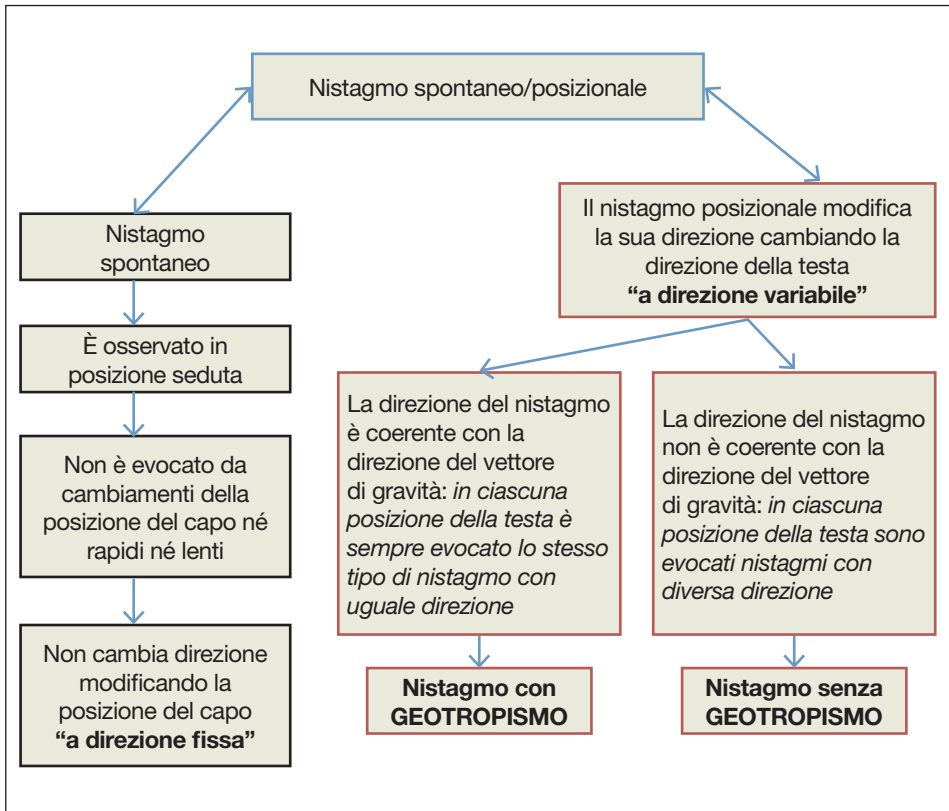 Nistagmo spontaneo/posizionale
Nistagmo
spontaneo
È osservato in
posizione seduta
Non è evocato da
cambiamenti della
posizione del capo né
rapidi né lenti
Non cambia direzione
modificando la
posizione del capo
“a direzione fissa”
Il nistagmo posizionale modifica
la sua direzione cambiando la
direzione della testa
“a direzione variabile”
La direzione del nistagmo
è coerente con la
direzione del vettore
di gravità: in ciascuna
posizione della testa è
sempre evocato lo stesso
tipo di nistagmo con
uguale direzione
Nistagmo con
GEOTROPISMO
La direzione del nistagmo
non è coerente con la
direzione del vettore
di gravità: in ciascuna
posizione della testa sono
evocati nistagmi con
diversa direzione
Nistagmo senza
GEOTROPISMO